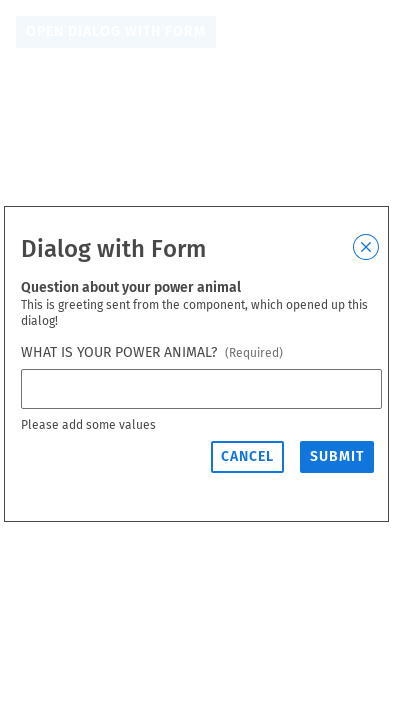 OPEN DIALOG WITH FORM
Dialog with Form
Question about your power animal
This is greeting sent from the component, which opened up this
dialog!
WHAT IS YOUR POWER ANIMAL? (Required)
Please add some values
CANCEL SUBMIT